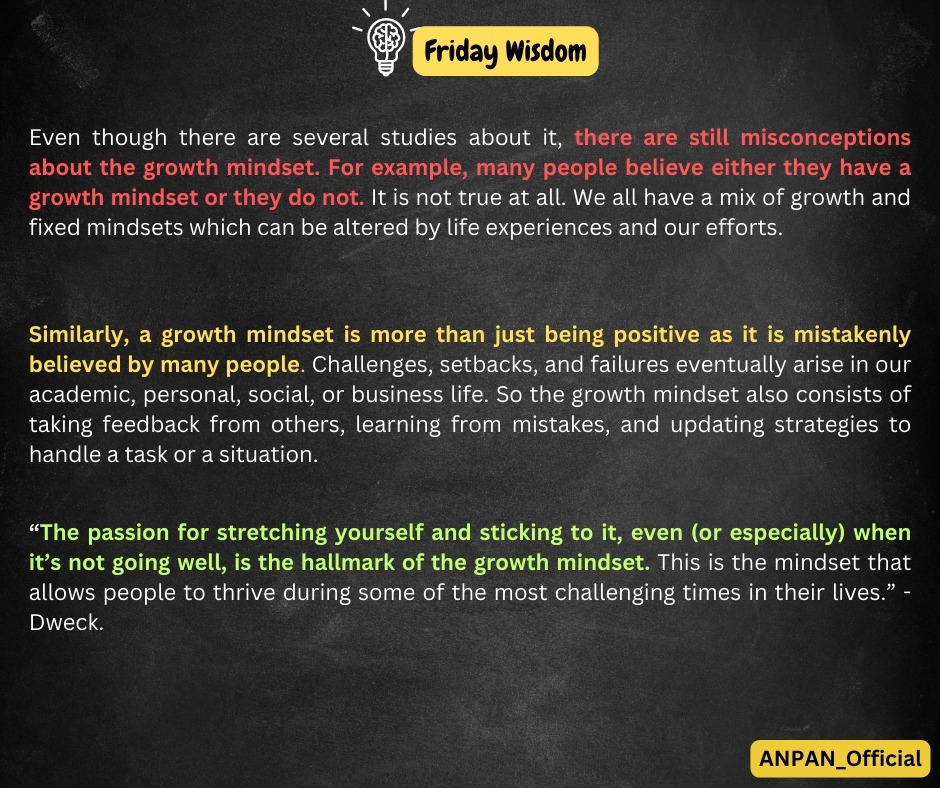 Friday Wisdom
Even though there are several studies about it, there are still misconceptions
about the growth mindset. For example, many people believe either they have a
growth mindset or they do not. It is not true at all. We all have a mix of growth and
fixed mindsets which can be altered by life experiences and our efforts.
Similarly, a growth mindset is more than just being positive as it is mistakenly
believed by many people. Challenges, setbacks, and failures eventually arise in our
academic, personal, social, or business life. So the growth mindset also consists of
taking feedback from others, learning from mistakes, and updating strategies to
handle a task or a situation.
“The passion for stretching yourself and sticking to it, even (or especially) when
it’s not going well, is the hallmark of the growth mindset. This is the mindset that
allows people to thrive during some of the most challenging times in their lives.” -
Dweck.
ANPAN_Official